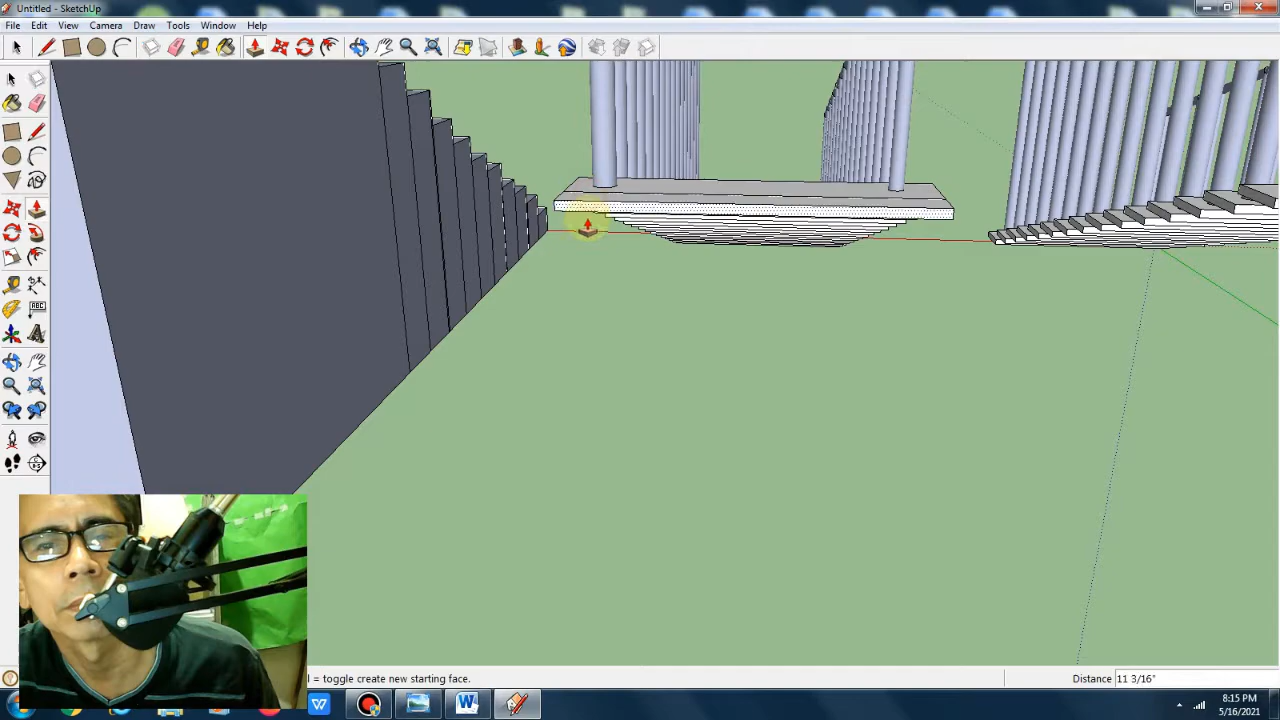 Untitled - SketchUp
File Edit View Camera Draw Tools Window Help
ABC
l = toggle create new starting face.
Distance 11 3/16"
8:15 PM
5/16/2021